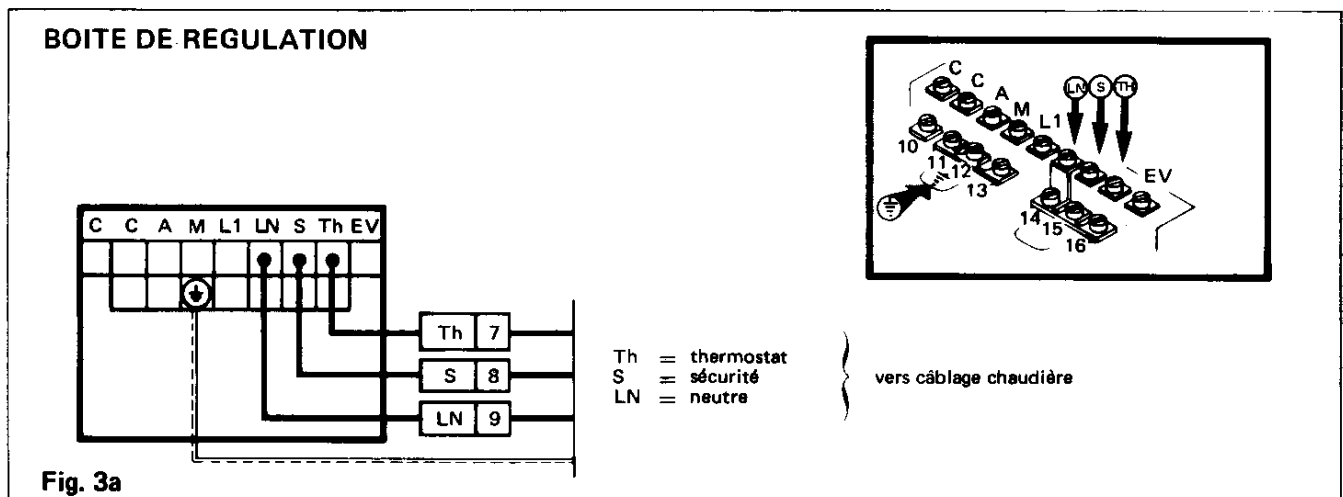 BOITE DE REGULATION
C C A M L1 LN S TH EV
10 11 12 13 14 15 16
C C A M L1 LN S Th EV
Th 7
S 8
LN 9
Th = thermostat
S = sécurité
LN = neutre
vers câblage chaudière
Fig. 3a